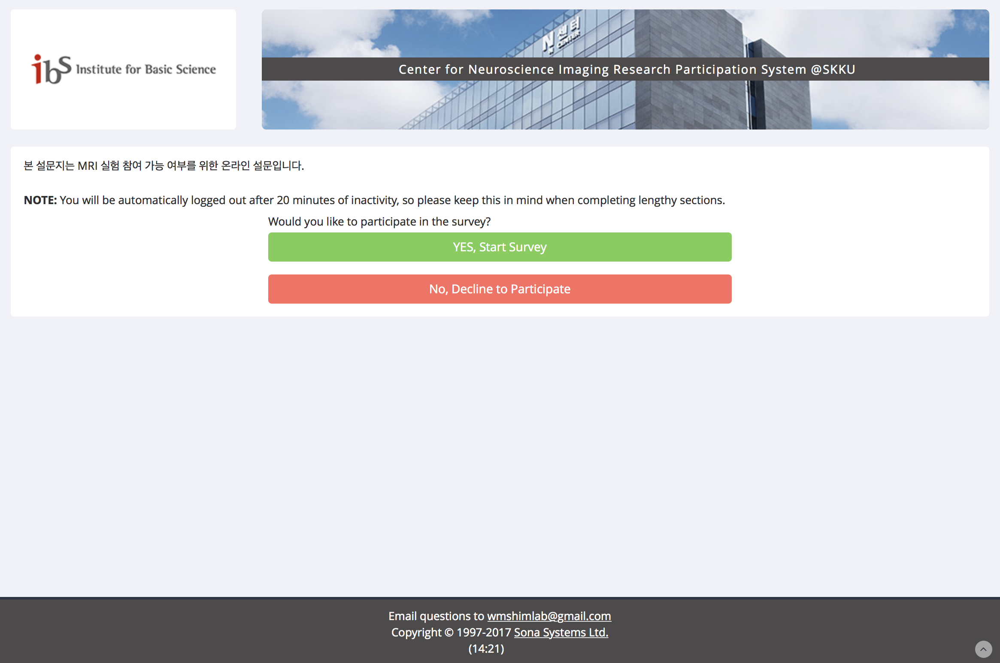 ibs Institute for Basic Science
N 센터
N CENTER
Center for Neuroscience Imaging Research Participation System @SKKU
본 설문지는 MRI 실험 참여 가능 여부를 위한 온라인 설문입니다.
NOTE: You will be automatically logged out after 20 minutes of inactivity, so please keep this in mind when completing lengthy sections.
Would you like to participate in the survey?
YES, Start Survey
No, Decline to Participate
Email questions to wmshimlab@gmail.com
Copyright © 1997-2017 Sona Systems Ltd.
(14:21)